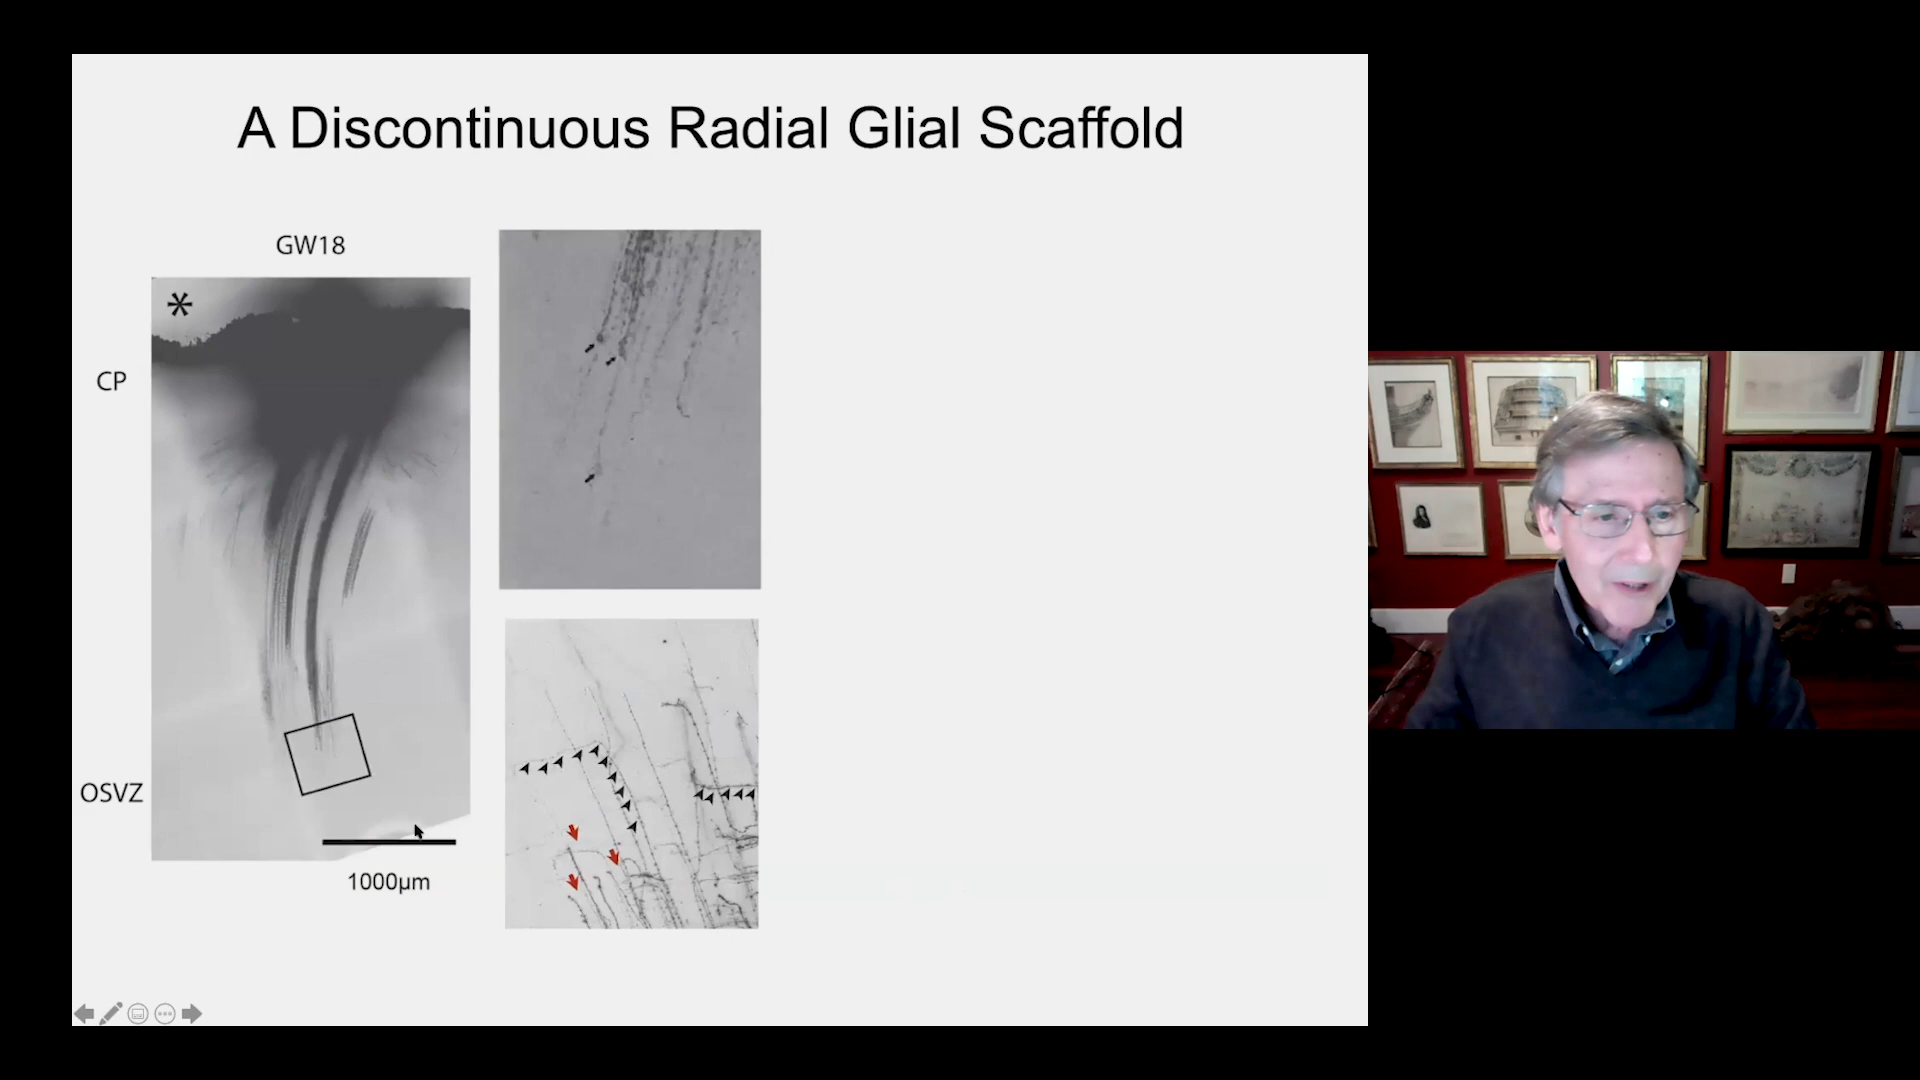 A Discontinuous Radial Glial Scaffold
GW18
*
CP
OSVZ
1000µm